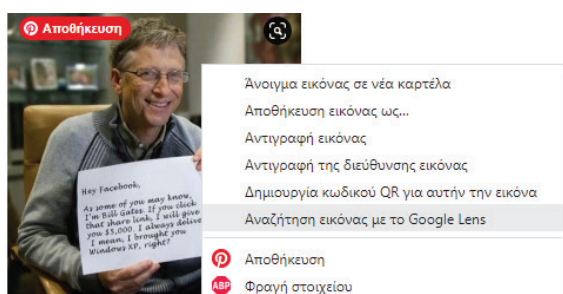 Αποθήκευση
Άνοιγμα εικόνας σε νέα καρτέλα
Αποθήκευση εικόνας ως...
Αντιγραφή εικόνας
Αντιγραφή της διεύθυνσης εικόνας
Δημιουργία κωδικού QR για αυτήν την εικόνα
Αναζήτηση εικόνας με το Google Lens
Αποθήκευση
ABP Φραγή στοιχείου
Hey Facebook,
As some of you may know,
I'm Bill Gates. If you click
that share link, I will give
you $5,000. I always deliver
I mean, I brought you
Windows XP, right?